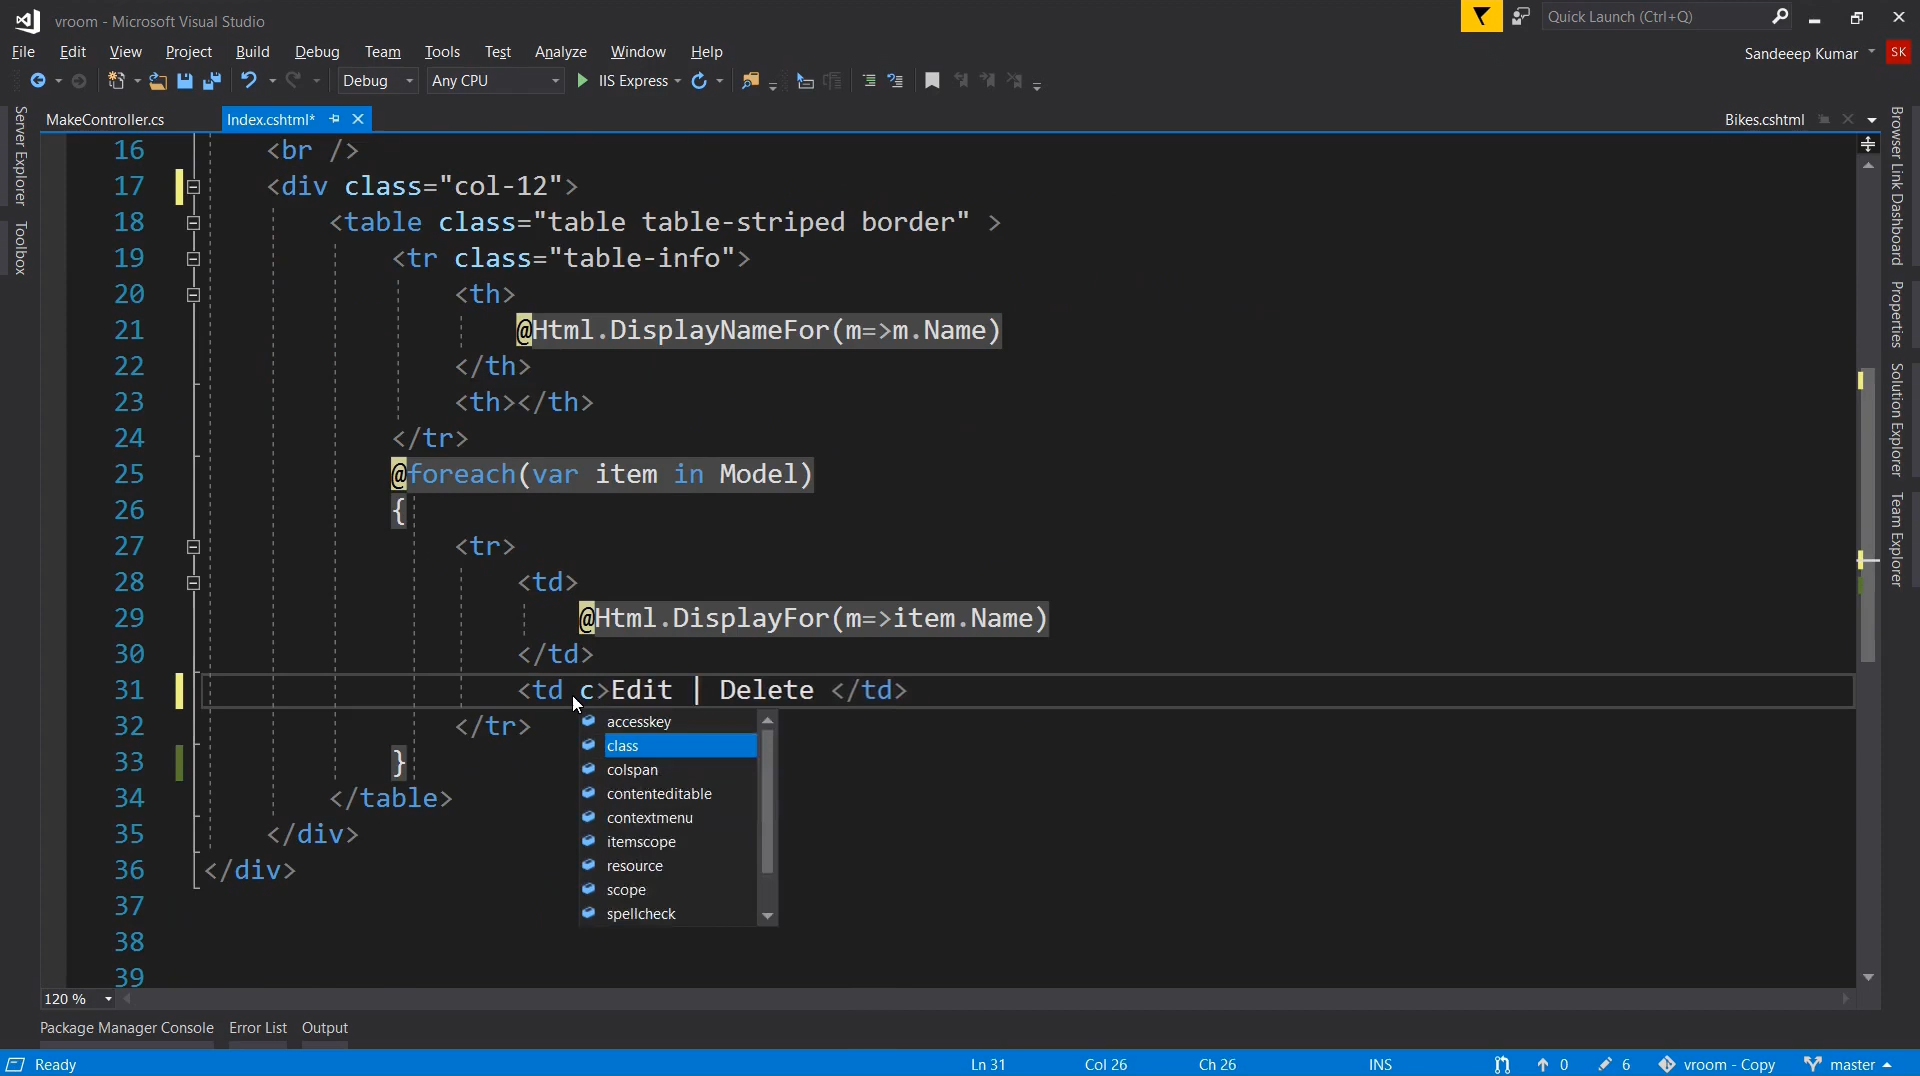 vroom - Microsoft Visual Studio
Quick Launch (Ctrl+Q)
File Edit View Project Build Debug Team Tools Test Analyze Window Help
Sandeeep Kumar SK
Debug Any CPU IIS Express
MakeController.cs Index.cshtml* Bikes.cshtml
Server Explorer
Toolbox
16 <br />
17 <div class="col-12">
18 <table class="table table-striped border" >
19 <tr class="table-info">
20 <th>
21 @Html.DisplayNameFor(m=>m.Name)
22 </th>
23 <th></th>
24 </tr>
25 @foreach(var item in Model)
26 {
27 <tr>
28 <td>
29 @Html.DisplayFor(m=>item.Name)
30 </td>
31 <td c>Edit | Delete </td>
32 </tr>
33 }
34 </table>
35 </div>
36 </div>
37
38
39
accesskey
class
colspan
contenteditable
contextmenu
itemscope
resource
scope
spellcheck
Browser Link Dashboard
Properties
Solution Explorer
Team Explorer
120 %
Package Manager Console Error List Output
Ready Ln 31 Col 26 Ch 26 INS 0 6 vroom - Copy master